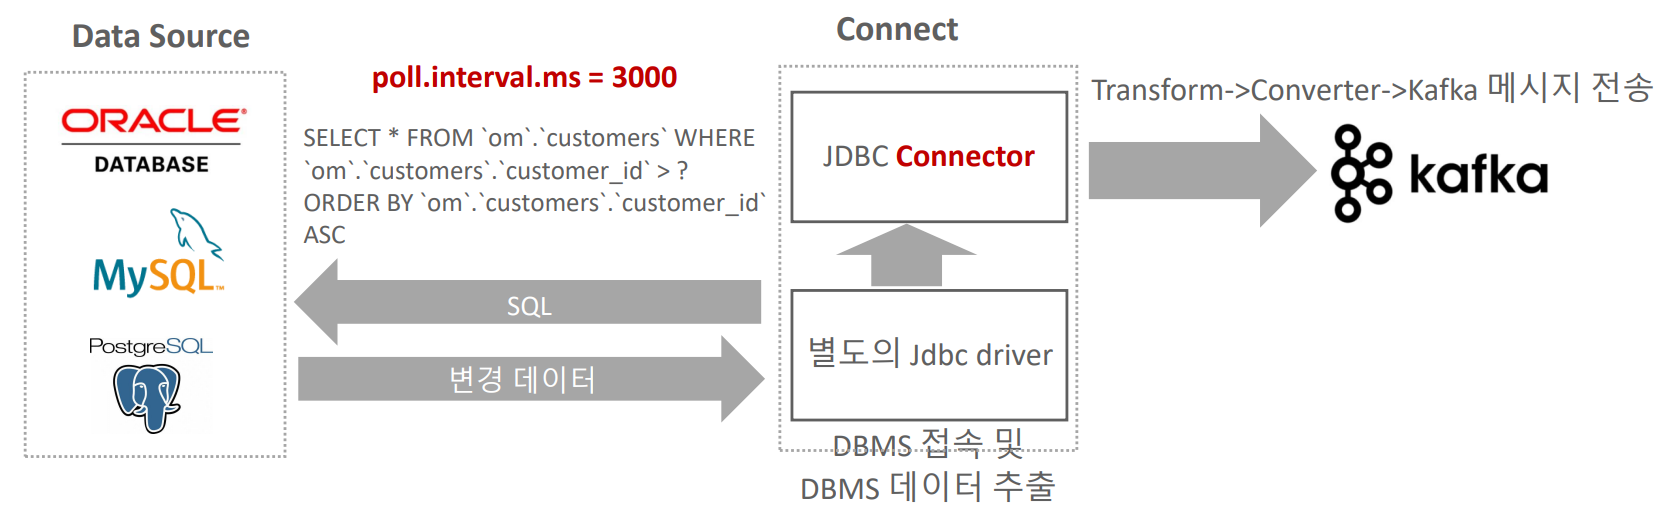 Data Source
ORACLE®
DATABASE
MySQL™
PostgreSQL
poll.interval.ms = 3000
SELECT * FROM `om`.`customers` WHERE
`om`.`customers`.`customer_id` > ?
ORDER BY `om`.`customers`.`customer_id`
ASC
SQL
변경 데이터
Connect
JDBC Connector
별도의 Jdbc driver
DBMS 접속 및
DBMS 데이터 추출
Transform->Converter->Kafka 메시지 전송
kafka